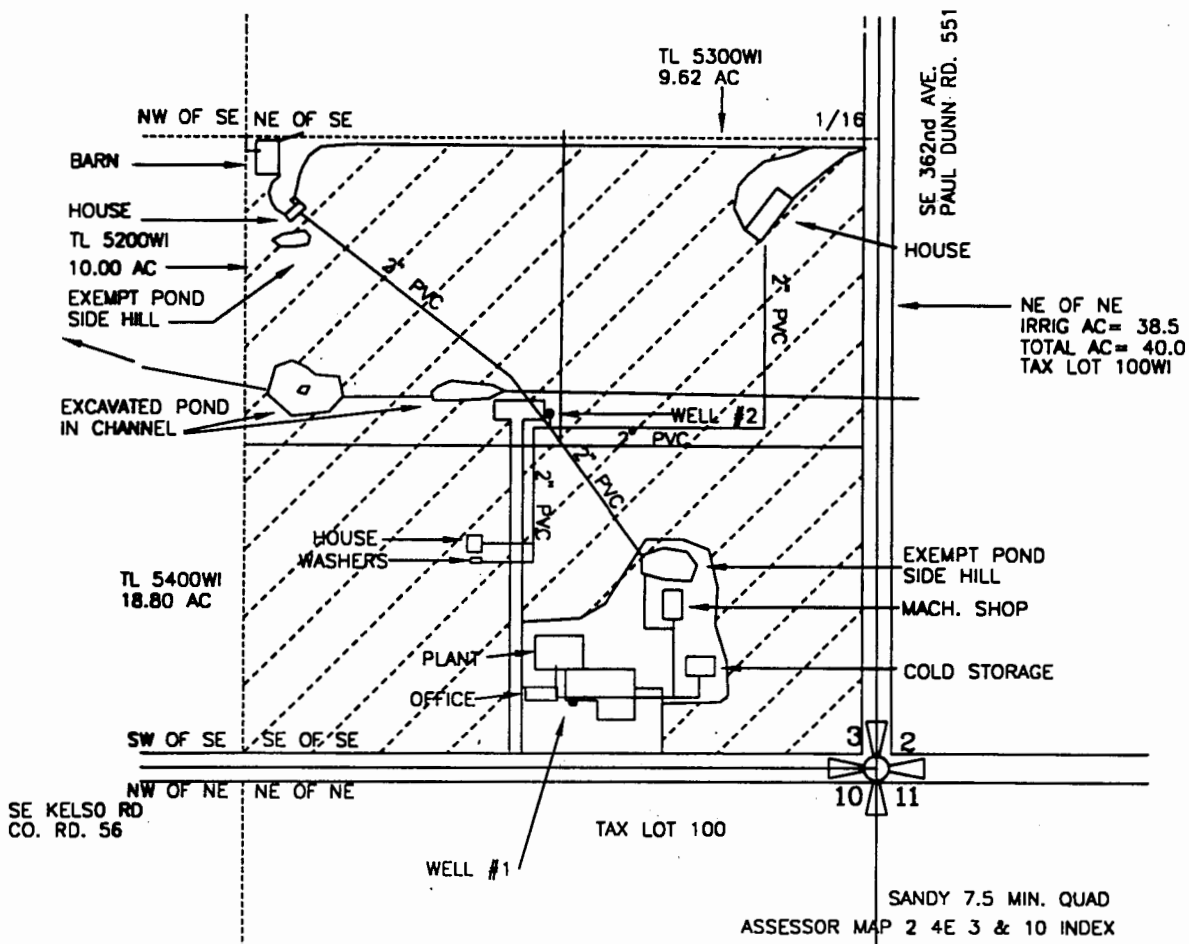 TL 5300WI
9.62 AC
SE 362nd AVE.
PAUL DUNN RD. 551
NW OF SE NE OF SE
1/16
BARN
HOUSE
TL 5200WI
10.00 AC
EXEMPT POND
SIDE HILL
2" PVC
2" PVC
HOUSE
NE OF NE
IRRIG AC= 38.5
TOTAL AC= 40.0
TAX LOT 100WI
EXCAVATED POND
IN CHANNEL
WELL #2
2" PVC
2" PVC
2" PVC
HOUSE
WASHERS
TL 5400WI
18.80 AC
EXEMPT POND
SIDE HILL
MACH. SHOP
PLANT
COLD STORAGE
OFFICE
SW OF SE SE OF SE
3 2
NW OF NE NE OF NE
10 11
SE KELSO RD
CO. RD. 56
TAX LOT 100
WELL #1
SANDY 7.5 MIN. QUAD
ASSESSOR MAP 2 4E 3 & 10 INDEX